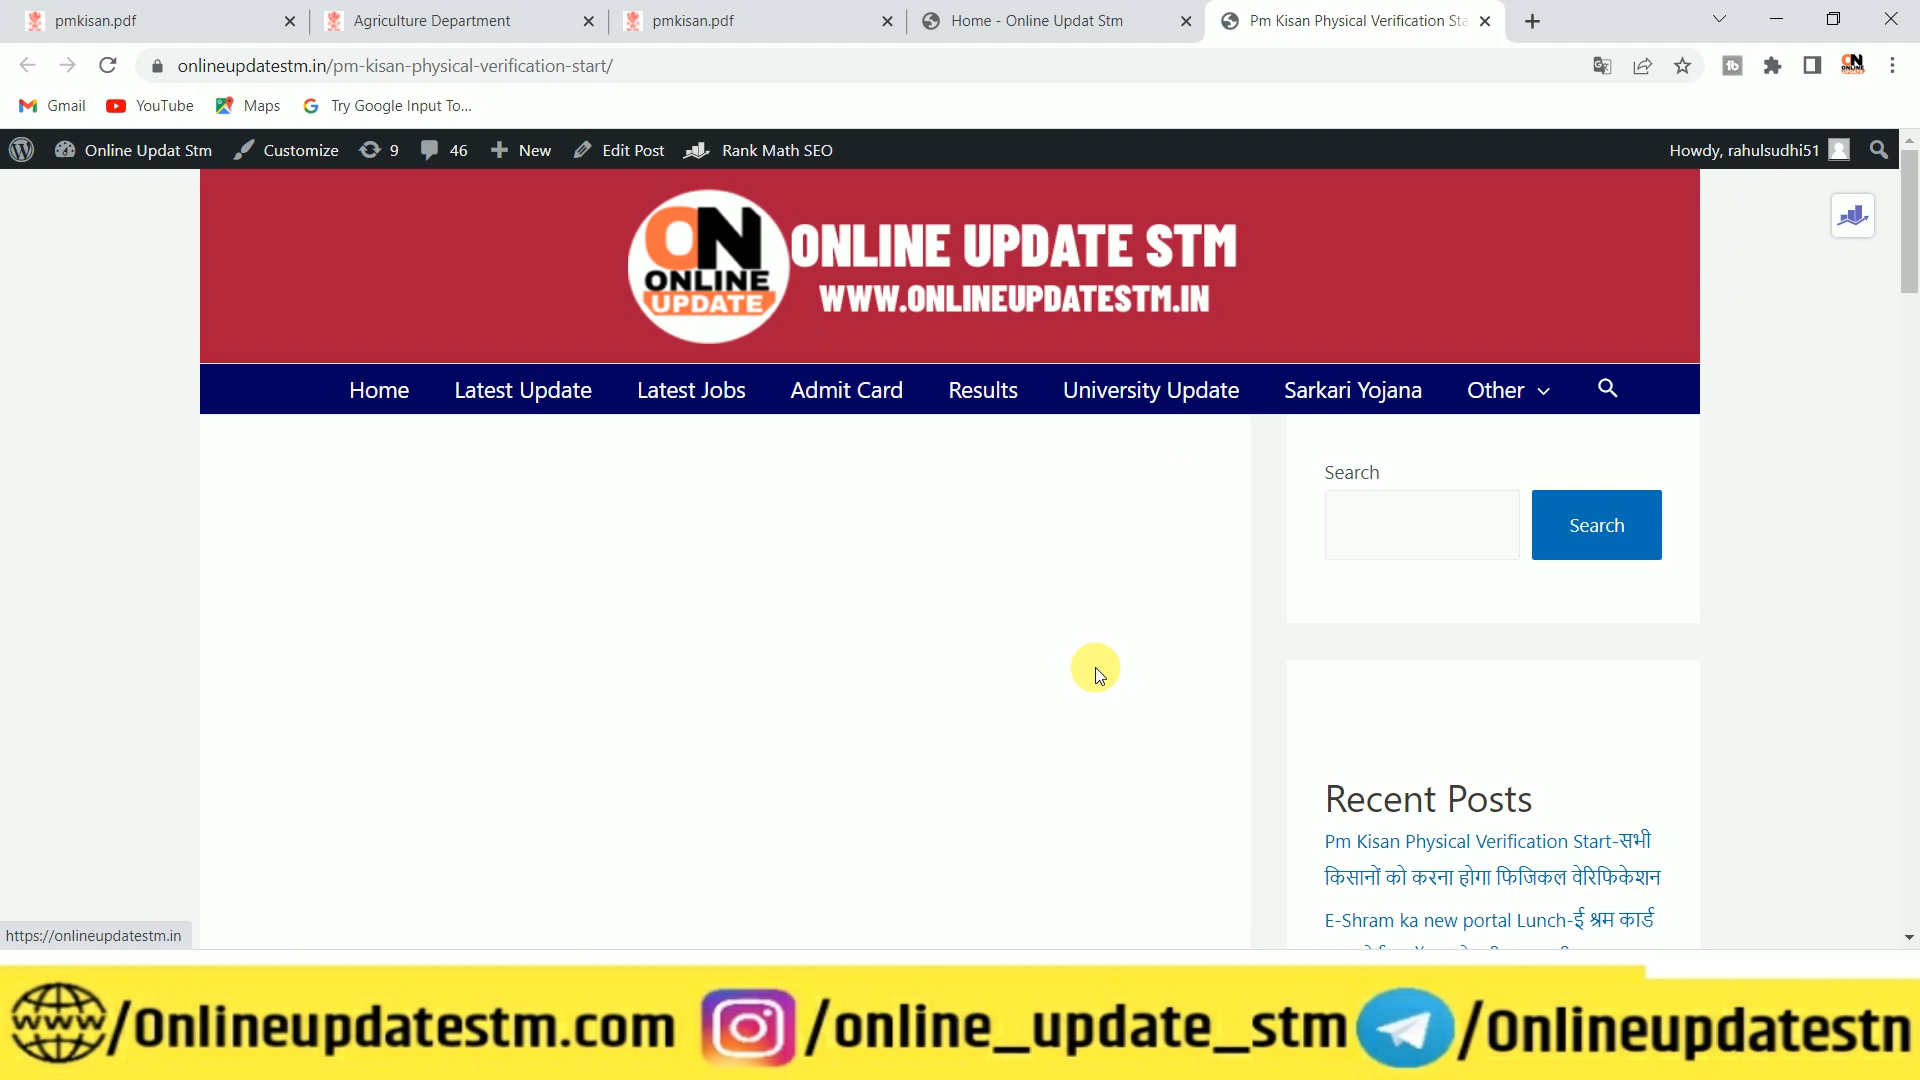 pmkisan.pdf
Agriculture Department
pmkisan.pdf
Home - Online Updat Stm
Pm Kisan Physical Verification Sta
onlineupdatestm.in/pm-kisan-physical-verification-start/
Gmail
YouTube
Maps
Try Google Input To...
Online Updat Stm
Customize
9
46
New
Edit Post
Rank Math SEO
Howdy, rahulsudhi51
ON
ONLINE
UPDATE
ONLINE UPDATE STM
WWW.ONLINEUPDATESTM.IN
Home
Latest Update
Latest Jobs
Admit Card
Results
University Update
Sarkari Yojana
Other
Search
Search
Recent Posts
Pm Kisan Physical Verification Start-सभी
किसानों को करना होगा फिजिकल वेरिफिकेशन
E-Shram ka new portal Lunch-ई श्रम कार्ड
https://onlineupdatestm.in
www/Onlineupdatestm.com
/online_update_stm
/Onlineupdatestn